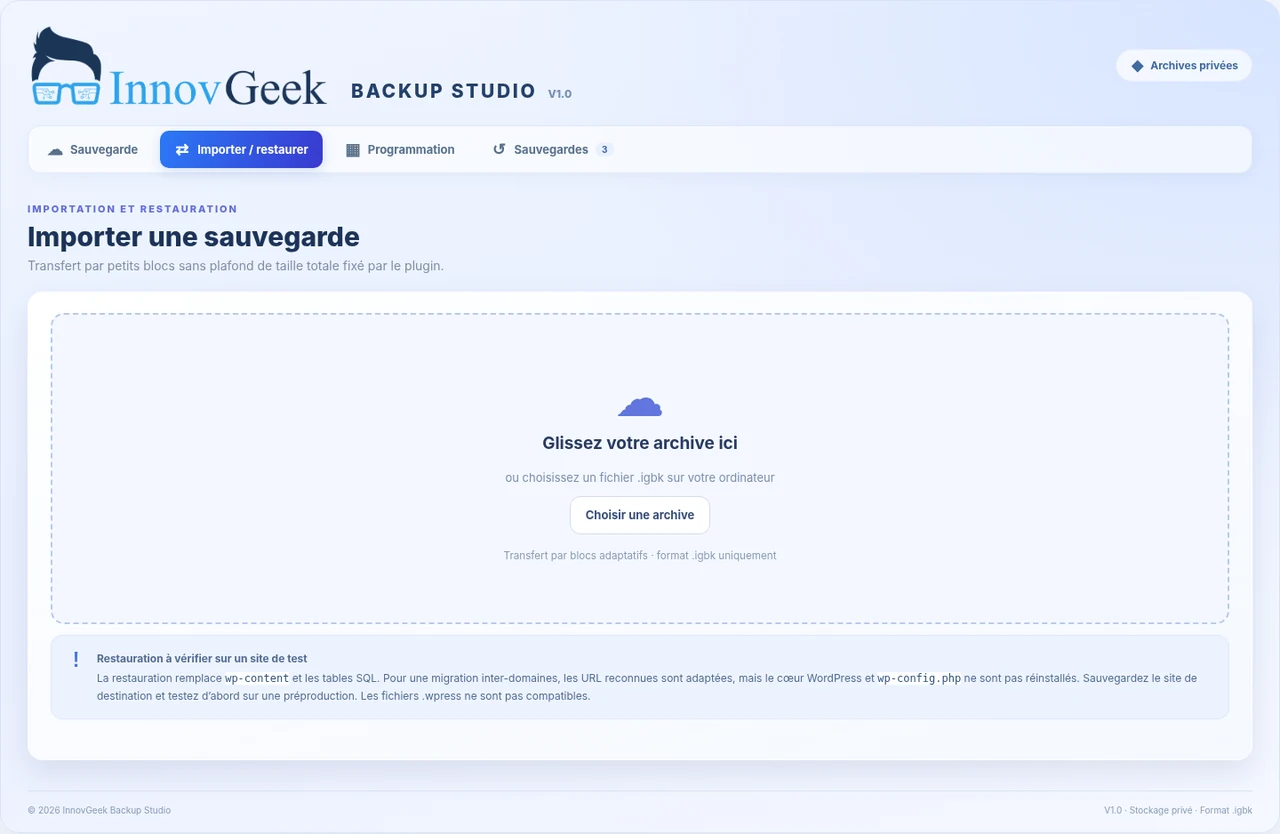 InnovGeek BACKUP STUDIO V1.0
Archives privées
Sauvegarde Importer / restaurer Programmation Sauvegardes 3
IMPORTATION ET RESTAURATION
Importer une sauvegarde
Transfert par petits blocs sans plafond de taille totale fixé par le plugin.
Glissez votre archive ici
ou choisissez un fichier .igbk sur votre ordinateur
Choisir une archive
Transfert par blocs adaptatifs · format .igbk uniquement
! Restauration à vérifier sur un site de test
La restauration remplace wp-content et les tables SQL. Pour une migration inter-domaines, les URL reconnues sont adaptées, mais le cœur WordPress et wp-config.php ne sont pas réinstallés. Sauvegardez le site de
destination et testez d’abord sur une préproduction. Les fichiers .wpress ne sont pas compatibles.
© 2026 InnovGeek Backup Studio
V1.0 · Stockage privé · Format .igbk